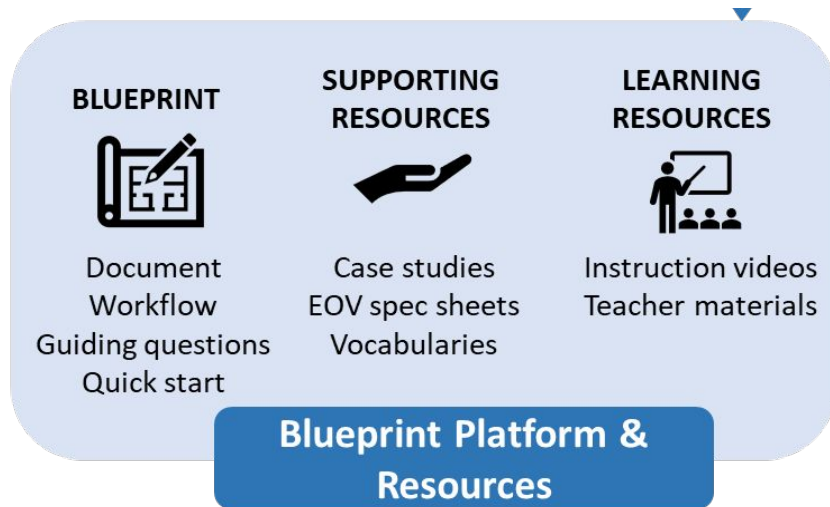 BLUEPRINT
Document
Workflow
Guiding questions
Quick start
SUPPORTING
RESOURCES
Case studies
EOV spec sheets
Vocabularies
LEARNING
RESOURCES
Instruction videos
Teacher materials
Blueprint Platform &
Resources